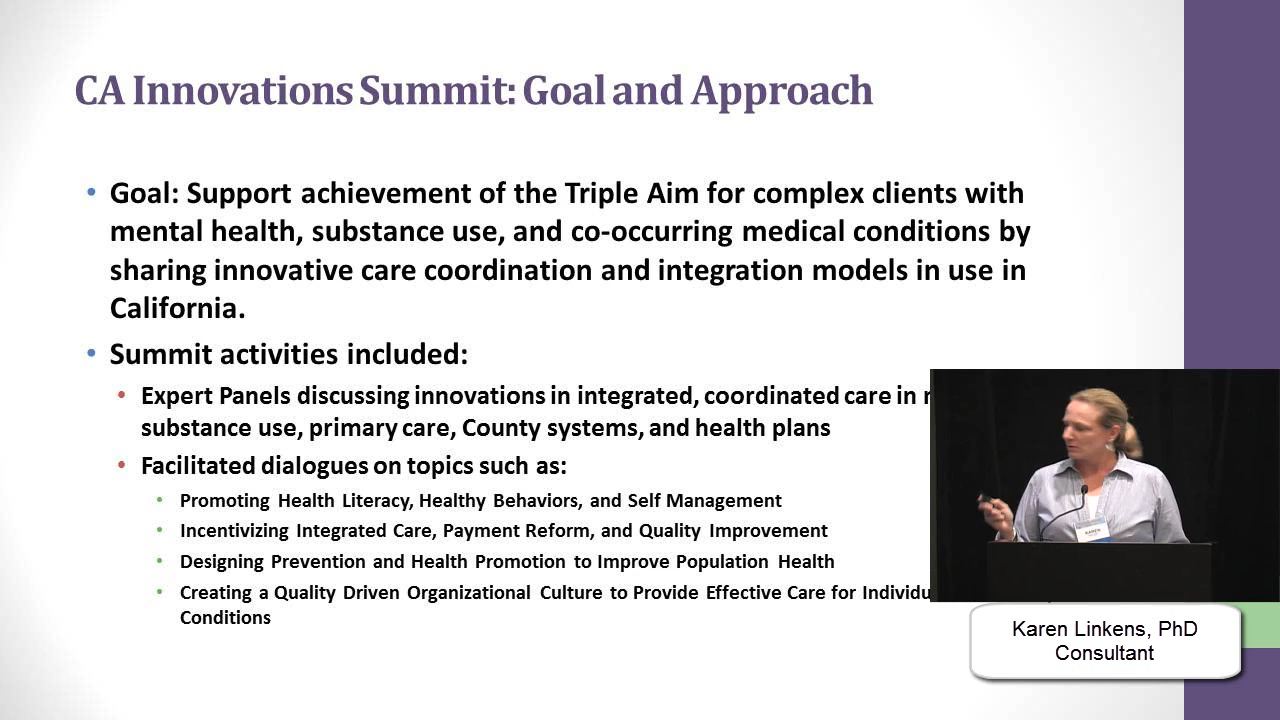 CA Innovations Summit: Goal and Approach
• Goal: Support achievement of the Triple Aim for complex clients with
mental health, substance use, and co-occurring medical conditions by
sharing innovative care coordination and integration models in use in
California.
• Summit activities included:
• Expert Panels discussing innovations in integrated, coordinated care in
substance use, primary care, County systems, and health plans
• Facilitated dialogues on topics such as:
• Promoting Health Literacy, Healthy Behaviors, and Self Management
• Incentivizing Integrated Care, Payment Reform, and Quality Improvement
• Designing Prevention and Health Promotion to Improve Population Health
• Creating a Quality Driven Organizational Culture to Provide Effective Care for
Conditions
KAREN
Karen Linkens, PhD
Consultant